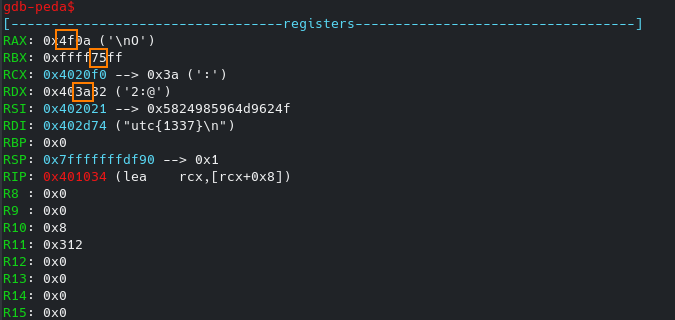 gdb-peda$
[----------------------------------registers-----------------------------------]
RAX: 0x4f0a ('\nO')
RBX: 0xffff75ff
RCX: 0x4020f0 --> 0x3a (':')
RDX: 0x403a32 ('2:@')
RSI: 0x402021 --> 0x5824985964d9624f
RDI: 0x402d74 ("utc{1337}\n")
RBP: 0x0
RSP: 0x7fffffffdf90 --> 0x1
RIP: 0x401034 (lea    rcx,[rcx+0x8])
R8 : 0x0
R9 : 0x0
R10: 0x8
R11: 0x312
R12: 0x0
R13: 0x0
R14: 0x0
R15: 0x0